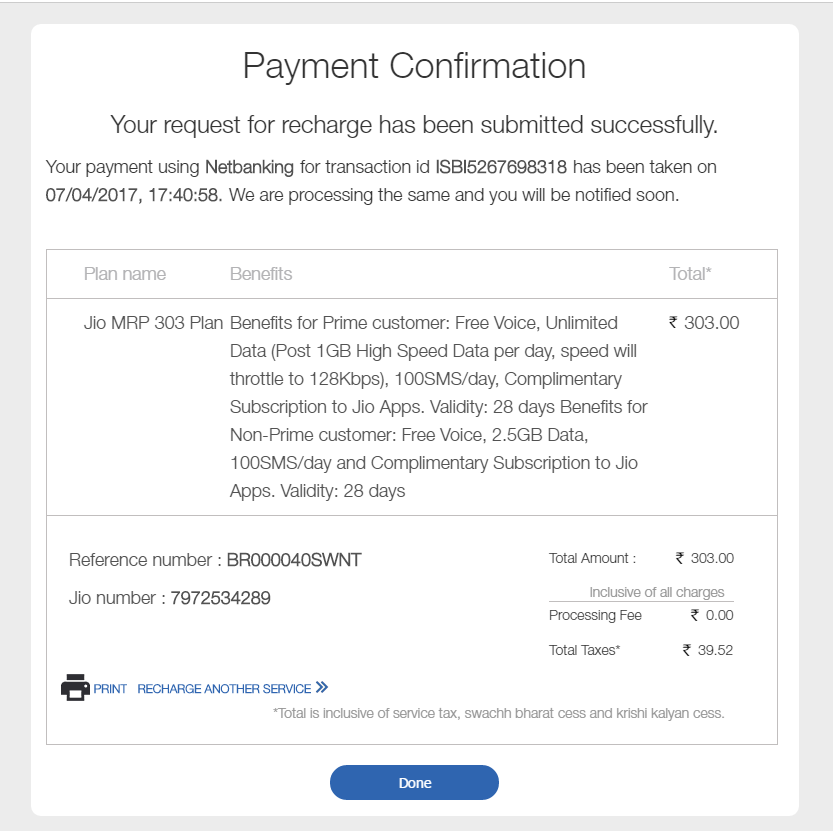 Payment Confirmation
Your request for recharge has been submitted successfully.
Your payment using Netbanking for transaction id ISBI5267698318 has been taken on
07/04/2017, 17:40:58. We are processing the same and you will be notified soon.
Plan name Benefits Total*
Jio MRP 303 Plan Benefits for Prime customer: Free Voice, Unlimited ₹ 303.00
Data (Post 1GB High Speed Data per day, speed will
throttle to 128Kbps), 100SMS/day, Complimentary
Subscription to Jio Apps. Validity: 28 days Benefits for
Non-Prime customer: Free Voice, 2.5GB Data,
100SMS/day and Complimentary Subscription to Jio
Apps. Validity: 28 days
Reference number : BR000040SWNT
Jio number : 7972534289
Total Amount : ₹ 303.00
Inclusive of all charges
Processing Fee ₹ 0.00
Total Taxes* ₹ 39.52
PRINT RECHARGE ANOTHER SERVICE »
*Total is inclusive of service tax, swachh bharat cess and krishi kalyan cess.
Done